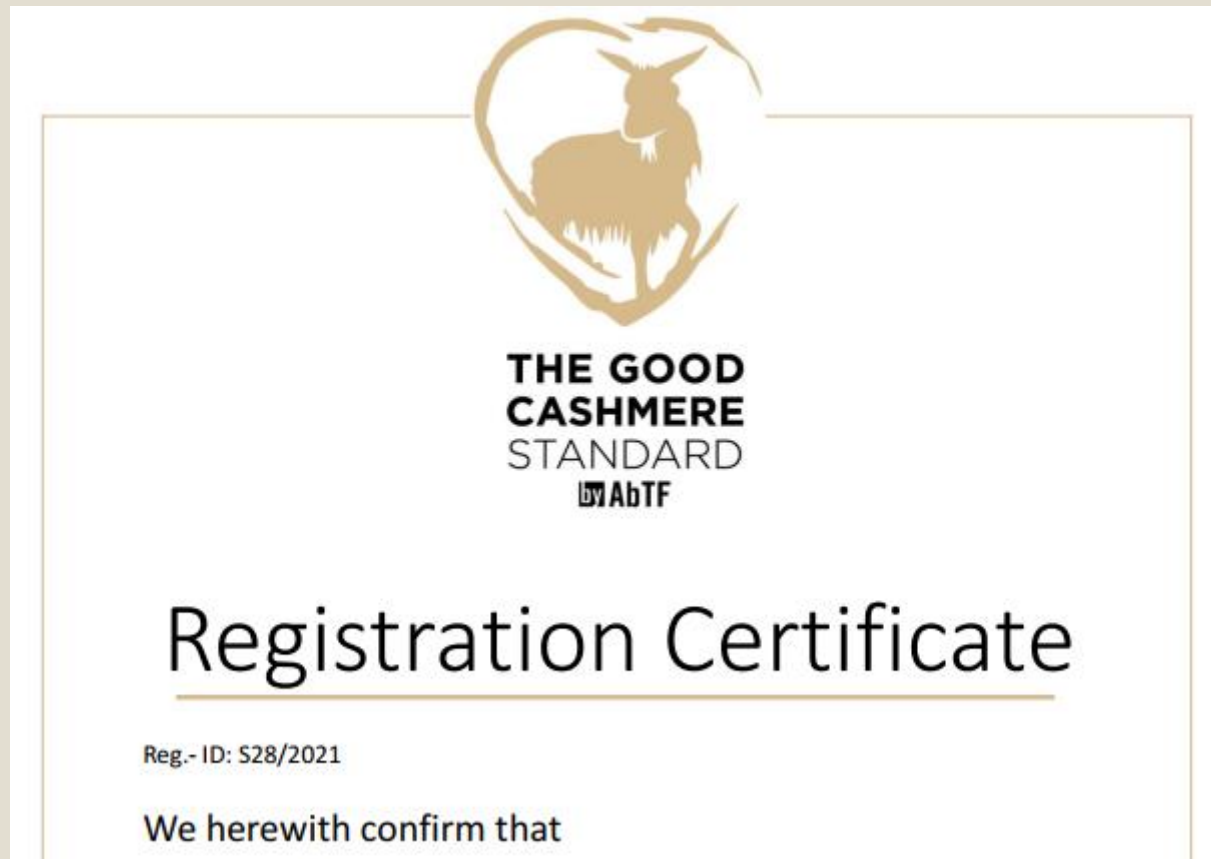 THE GOOD
CASHMERE
STANDARD
by AbTF
Registration Certificate
Reg.- ID: S28/2021
We herewith confirm that